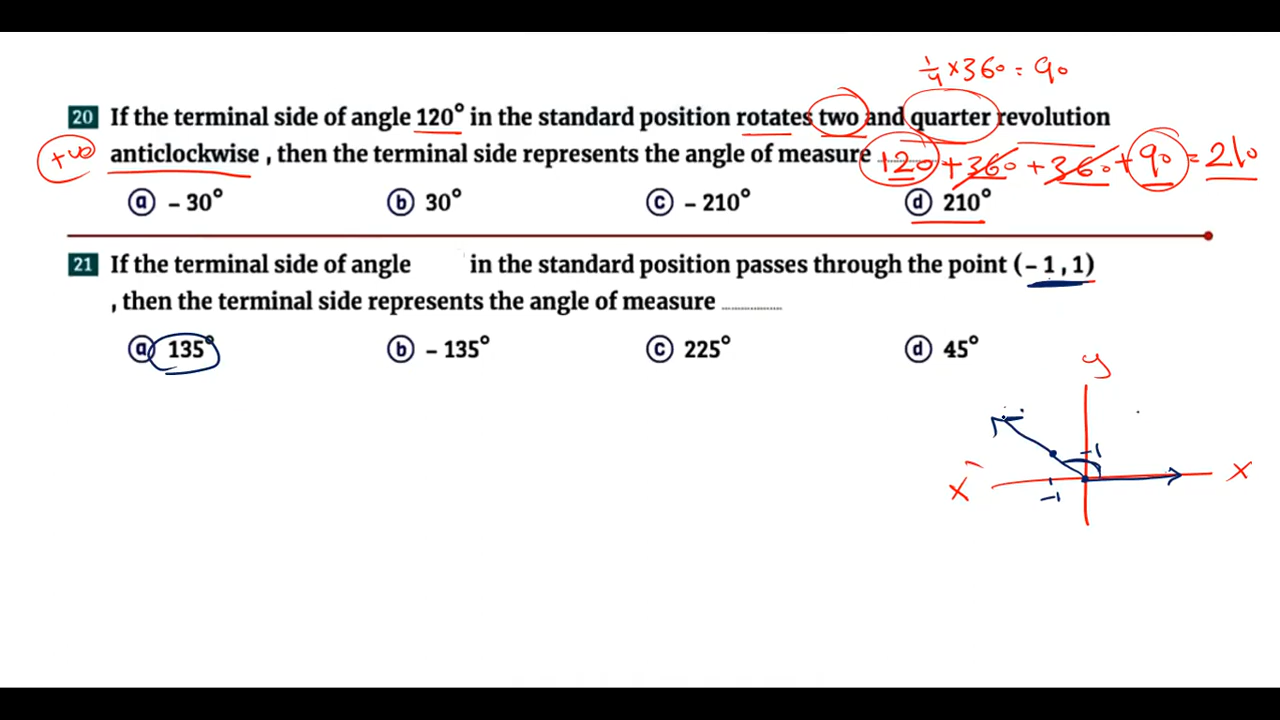 1/4 × 360 = 90
20 If the terminal side of angle 120° in the standard position rotates two and quarter revolution
+ve anticlockwise , then the terminal side represents the angle of measure ........... 120 + 360 + 360 + 90 = 210
a – 30° b 30° c – 210° d 210°
21 If the terminal side of angle in the standard position passes through the point (– 1 , 1)
, then the terminal side represents the angle of measure ...........
a 135° b – 135° c 225° d 45°
y
-1
x̄ x
-1